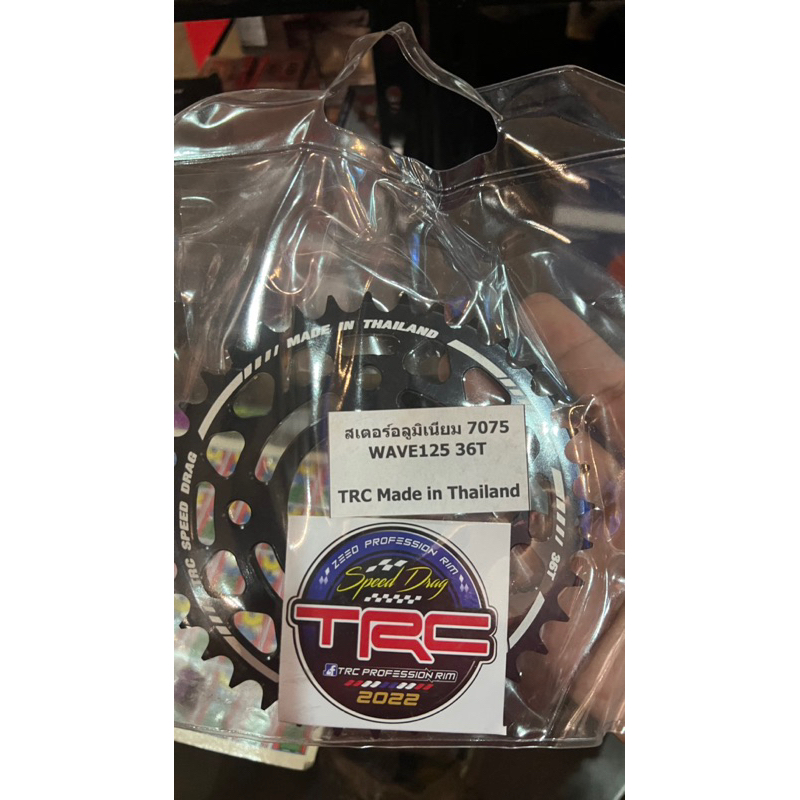 MADE IN THAILAND
TRC SPEED DRAG
36T
สเตอร์อลูมิเนียม 7075
WAVE125 36T
TRC Made in Thailand
ZEED PROFESSION RIM
Speed Drag
TRC
f TRC PROFESSION RIM
2022